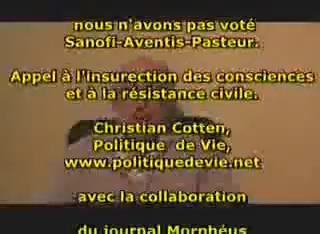 nous n'avons pas voté
Sanofi-Aventis-Pasteur.
Appel à l'insurection des consciences
et à la résistance civile.
Christian Cotten,
Politique de Vie,
www.politiquedevie.net
avec la collaboration
du journal Morphéus